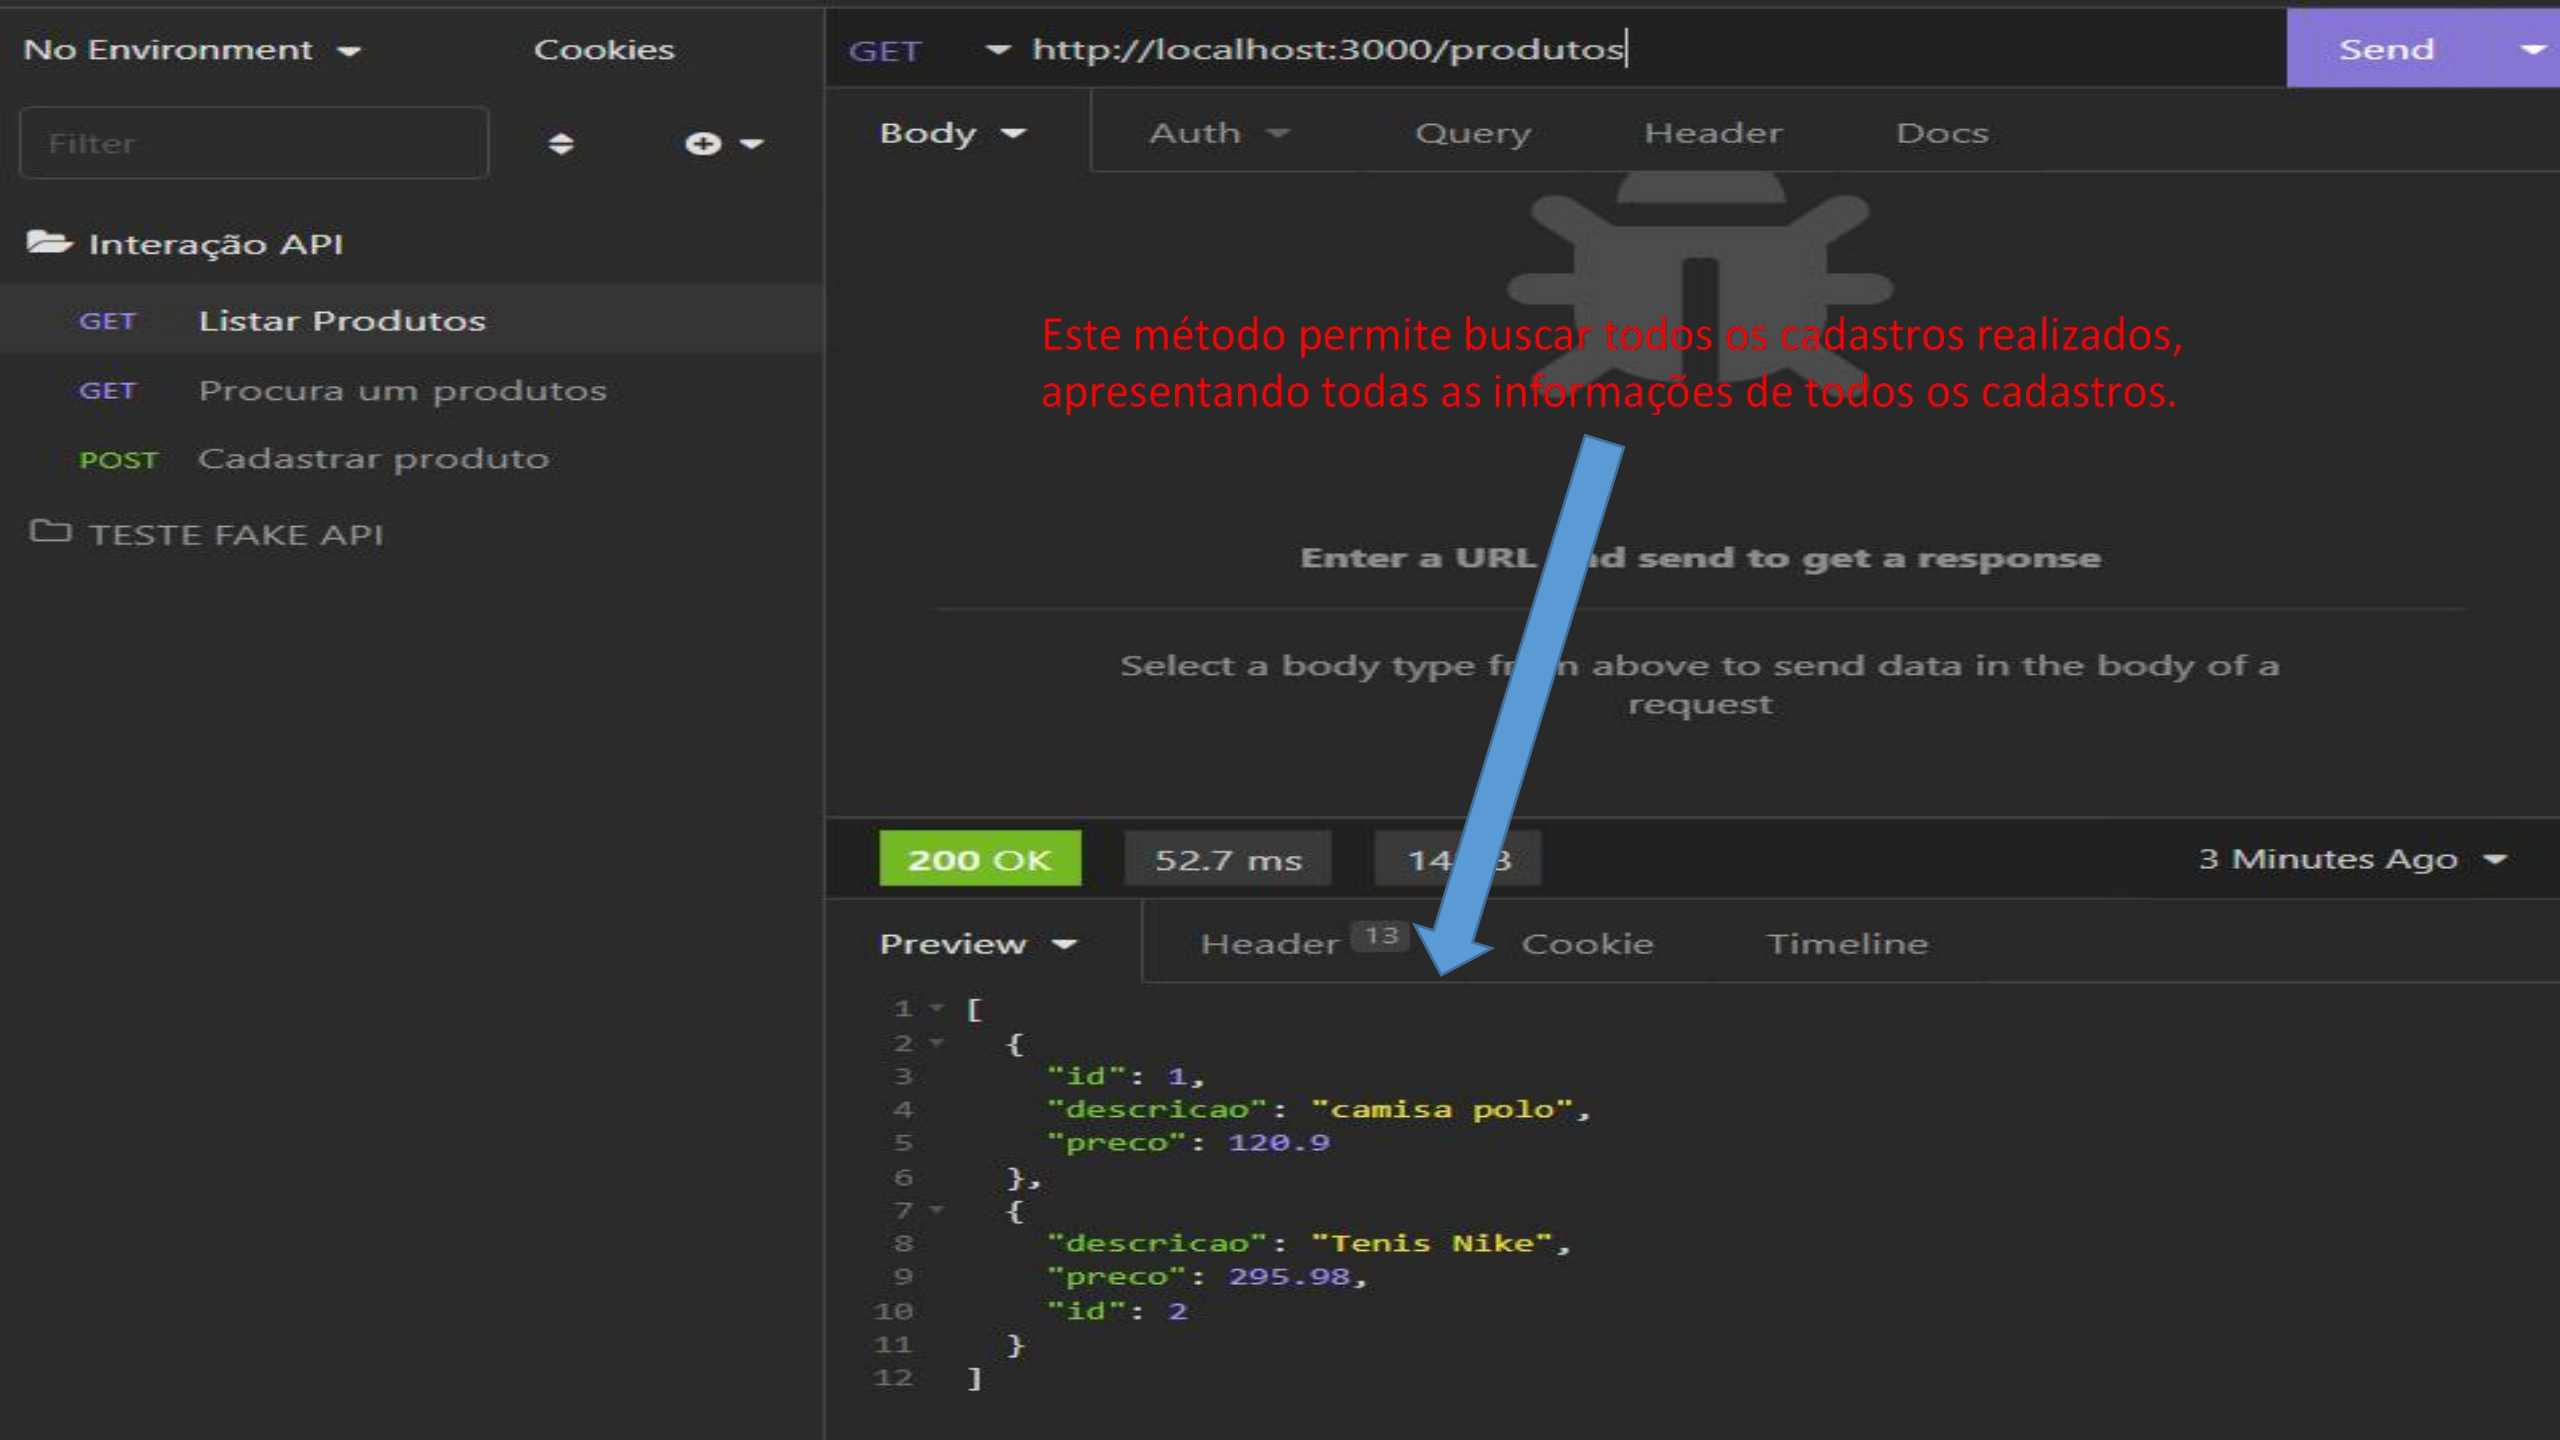 No Environment
Cookies
GET http://localhost:3000/produtos
Send
Filter
Body
Auth
Query
Header
Docs
Interação API
GET Listar Produtos
GET Procura um produtos
POST Cadastrar produto
TESTE FAKE API
Este método permite buscar todos os cadastros realizados,
apresentando todas as informações de todos os cadastros.
Enter a URL send to get a response
Select a body type above to send data in the body of a
request
200 OK
52.7 ms
3 Minutes Ago
Preview
Header 13
Cookie
Timeline
1 [
2 {
3 "id": 1,
4 "descricao": "camisa polo",
5 "preco": 120.9
6 },
7 {
8 "descricao": "Tenis Nike",
9 "preco": 295.98,
10 "id": 2
11 }
12 ]